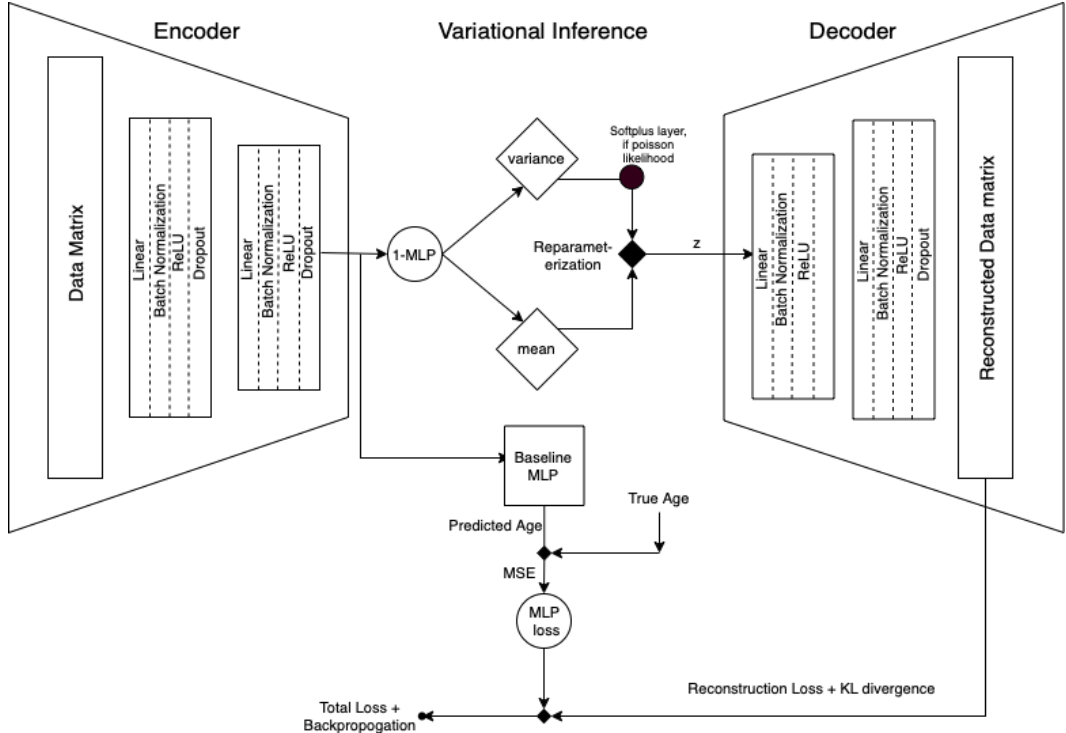 Encoder
Variational Inference
Decoder
Data Matrix
Linear
Batch Normalization
ReLU
Dropout
Linear
Batch Normalization
ReLU
Dropout
1-MLP
variance
mean
Softplus layer,
if poisson
likelihood
Reparamet-
erization
z
Linear
Batch Normalization
ReLU
Linear
Batch Normalization
ReLU
Dropout
Reconstructed Data matrix
Baseline
MLP
Predicted Age
True Age
MSE
MLP
loss
Reconstruction Loss + KL divergence
Total Loss +
Backpropogation